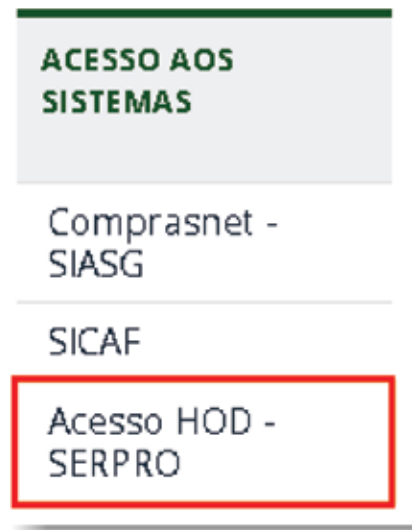 ACESSO AOS
SISTEMAS
Comprasnet -
SIASG
SICAF
Acesso HOD -
SERPRO